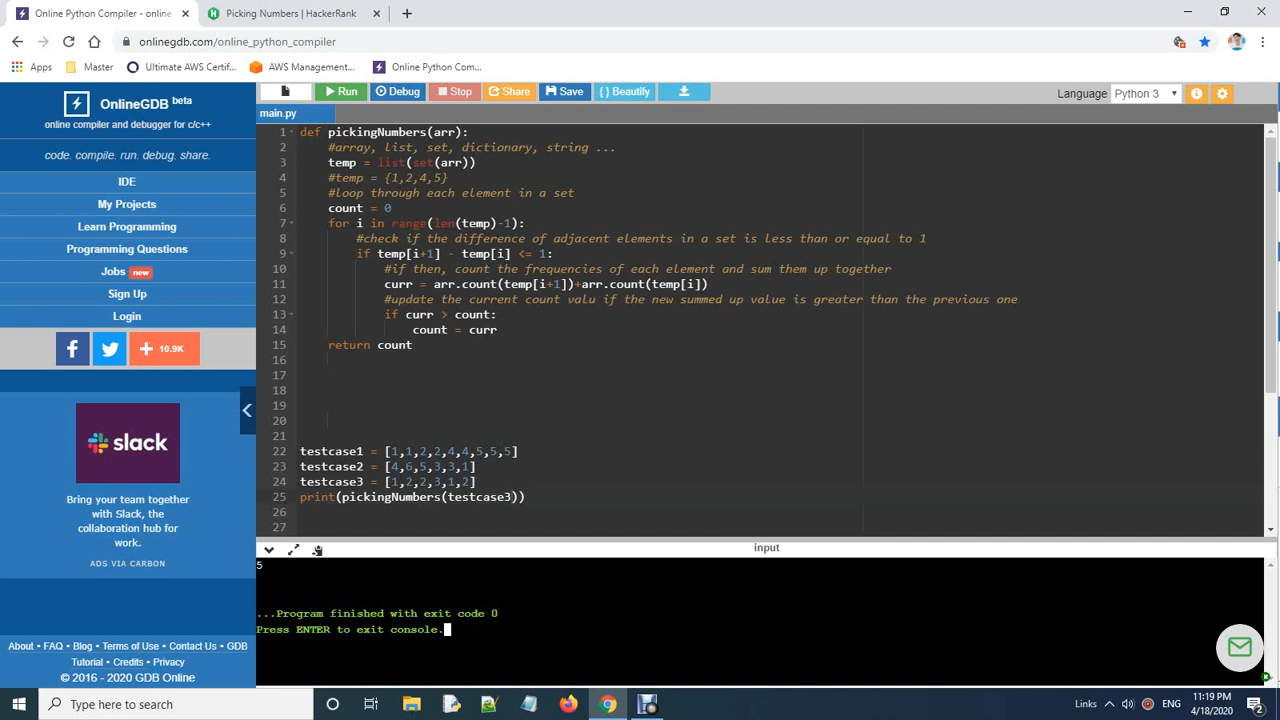 Online Python Compiler - online
Picking Numbers | HackerRank
onlinegdb.com/online_python_compiler
Apps Master Ultimate AWS Certif... AWS Management... Online Python Com...
OnlineGDB beta
online compiler and debugger for c/c++
code. compile. run. debug. share.
IDE
My Projects
Learn Programming
Programming Questions
Jobs new
Sign Up
Login
10.9K
slack
Bring your team together
with Slack, the
collaboration hub for
work.
ADS VIA CARBON
About • FAQ • Blog • Terms of Use • Contact Us • GDB
Tutorial • Credits • Privacy
© 2016 - 2020 GDB Online
Run Debug Stop Share Save { } Beautify
Language Python 3
main.py
1 def pickingNumbers(arr):
2 #array, list, set, dictionary, string ...
3 temp = list(set(arr))
4 #temp = {1,2,4,5}
5 #loop through each element in a set
6 count = 0
7 for i in range(len(temp)-1):
8 #check if the difference of adjacent elements in a set is less than or equal to 1
9 if temp[i+1] - temp[i] <= 1:
10 #if then, count the frequencies of each element and sum them up together
11 curr = arr.count(temp[i+1])+arr.count(temp[i])
12 #update the current count valu if the new summed up value is greater than the previous one
13 if curr > count:
14 count = curr
15 return count
16
17
18
19
20
21
22 testcase1 = [1,1,2,2,4,4,5,5,5]
23 testcase2 = [4,6,5,3,3,1]
24 testcase3 = [1,2,2,3,1,2]
25 print(pickingNumbers(testcase3))
26
27
input
5
...Program finished with exit code 0
Press ENTER to exit console.
Type here to search
Links
ENG
11:19 PM
4/18/2020
2